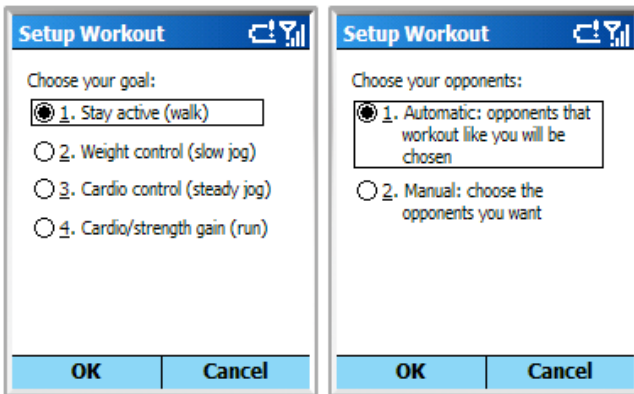 Setup Workout
Choose your goal:
1. Stay active (walk)
2. Weight control (slow jog)
3. Cardio control (steady jog)
4. Cardio/strength gain (run)
OK Cancel
Setup Workout
Choose your opponents:
1. Automatic: opponents that
workout like you will be
chosen
2. Manual: choose the
opponents you want
OK Cancel